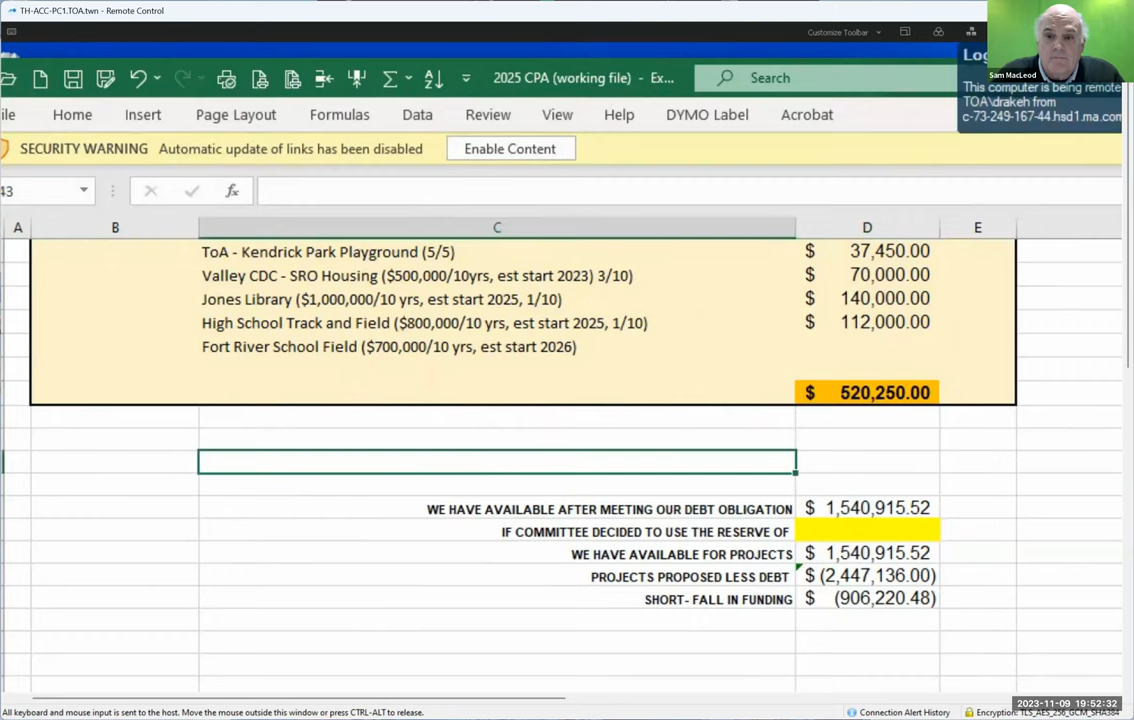 TH-ACC-PC1.TOA.twn - Remote Control
Customize Toolbar
2025 CPA (working file) - Ex...
Search
Sam MacLeod
This computer is being remote
TOA\drakeh from
c-73-249-167-44.hsd1.ma.com
ile Home Insert Page Layout Formulas Data Review View Help DYMO Label Acrobat
SECURITY WARNING Automatic update of links has been disabled Enable Content
43 fx
A B C D E
ToA - Kendrick Park Playground (5/5) $ 37,450.00
Valley CDC - SRO Housing ($500,000/10yrs, est start 2023) 3/10) $ 70,000.00
Jones Library ($1,000,000/10 yrs, est start 2025, 1/10) $ 140,000.00
High School Track and Field ($800,000/10 yrs, est start 2025, 1/10) $ 112,000.00
Fort River School Field ($700,000/10 yrs, est start 2026)
$ 520,250.00
WE HAVE AVAILABLE AFTER MEETING OUR DEBT OBLIGATION $ 1,540,915.52
IF COMMITTEE DECIDED TO USE THE RESERVE OF
WE HAVE AVAILABLE FOR PROJECTS $ 1,540,915.52
PROJECTS PROPOSED LESS DEBT $ (2,447,136.00)
SHORT- FALL IN FUNDING $ (906,220.48)
2023-11-09 19:52:32
All keyboard and mouse input is sent to the host. Move the mouse outside this window or press CTRL-ALT to release. Connection Alert History Encryption: TLS_AES_256_GCM_SHA384